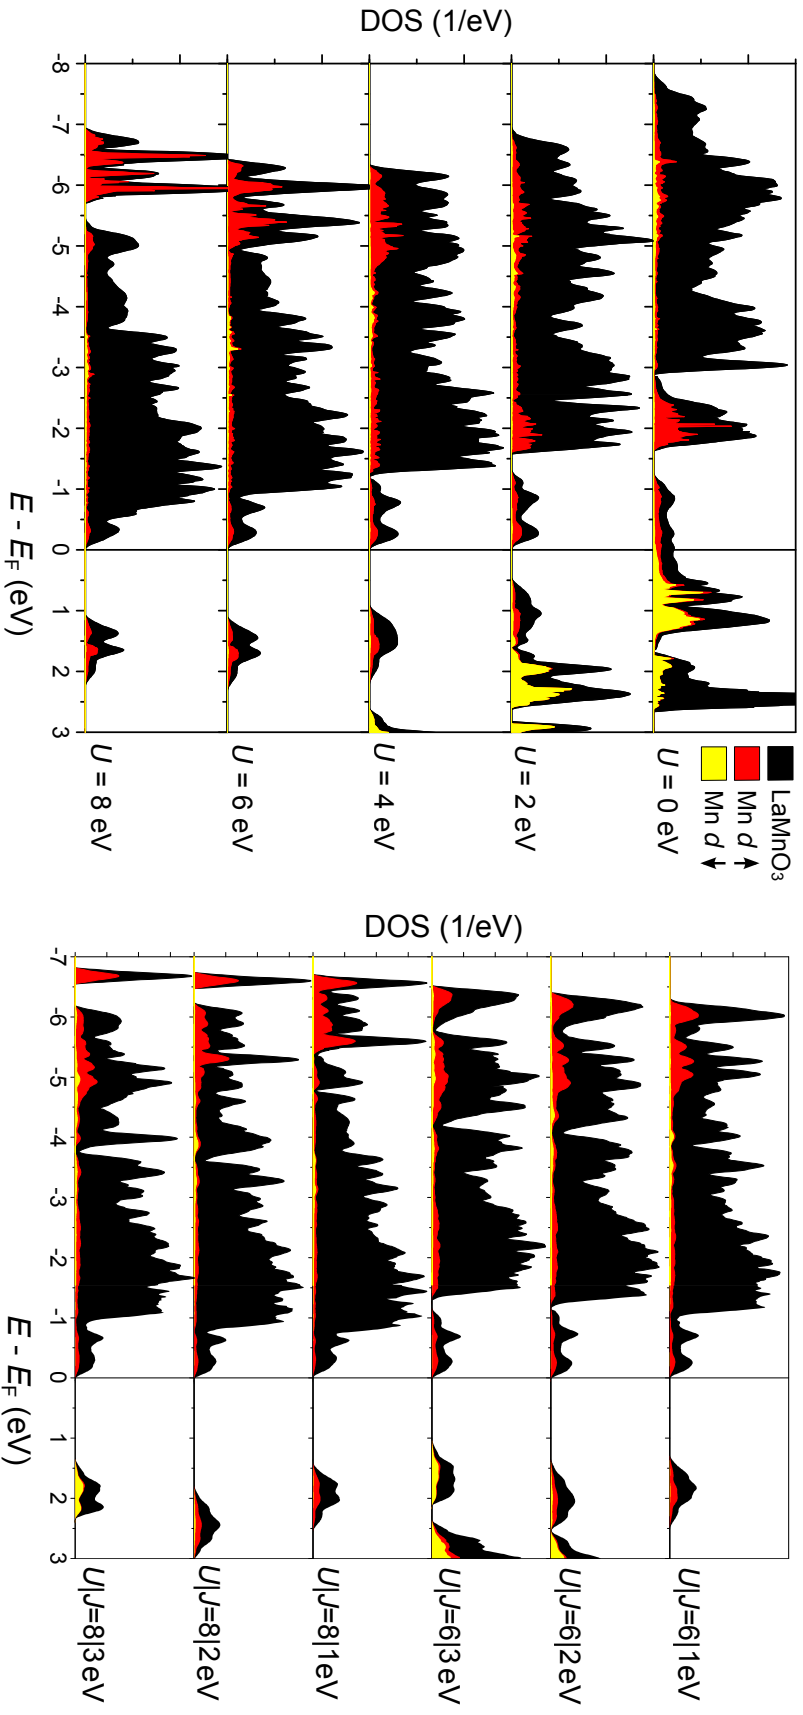 DOS (1/eV)
-8 -7 -6 -5 -4 -3 -2 -1 0 1 2 3
E - E_F (eV)
LaMnO₃
Mn d ↑
Mn d ↓
U = 0 eV
U = 2 eV
U = 4 eV
U = 6 eV
U = 8 eV
DOS (1/eV)
-7 -6 -5 -4 -3 -2 -1 0 1 2 3
E - E_F (eV)
U|J=6|1eV
U|J=6|2eV
U|J=6|3eV
U|J=8|1eV
U|J=8|2eV
U|J=8|3eV